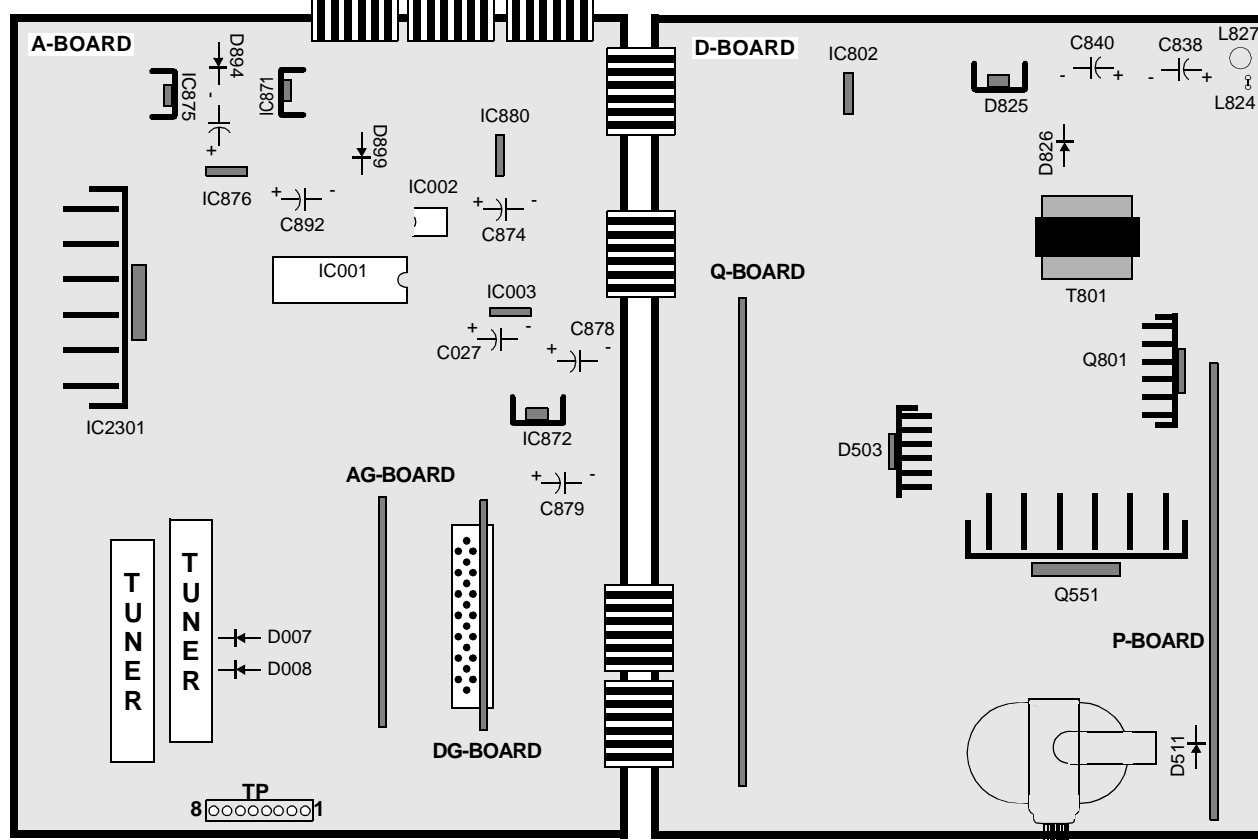 A-BOARD
D894
IC875
-
+
IC871
D899
IC880
IC876
+ -
C892
IC002
+ -
C874
IC001
IC003
+ -
C027
C878
+ -
IC2301
IC872
AG-BOARD
+ -
C879
TUNER
TUNER
D007
D008
DG-BOARD
TP
8 1
D-BOARD
IC802
D825
C840
- +
C838
- +
L827
L824
D826
Q-BOARD
T801
Q801
D503
Q551
P-BOARD
D511